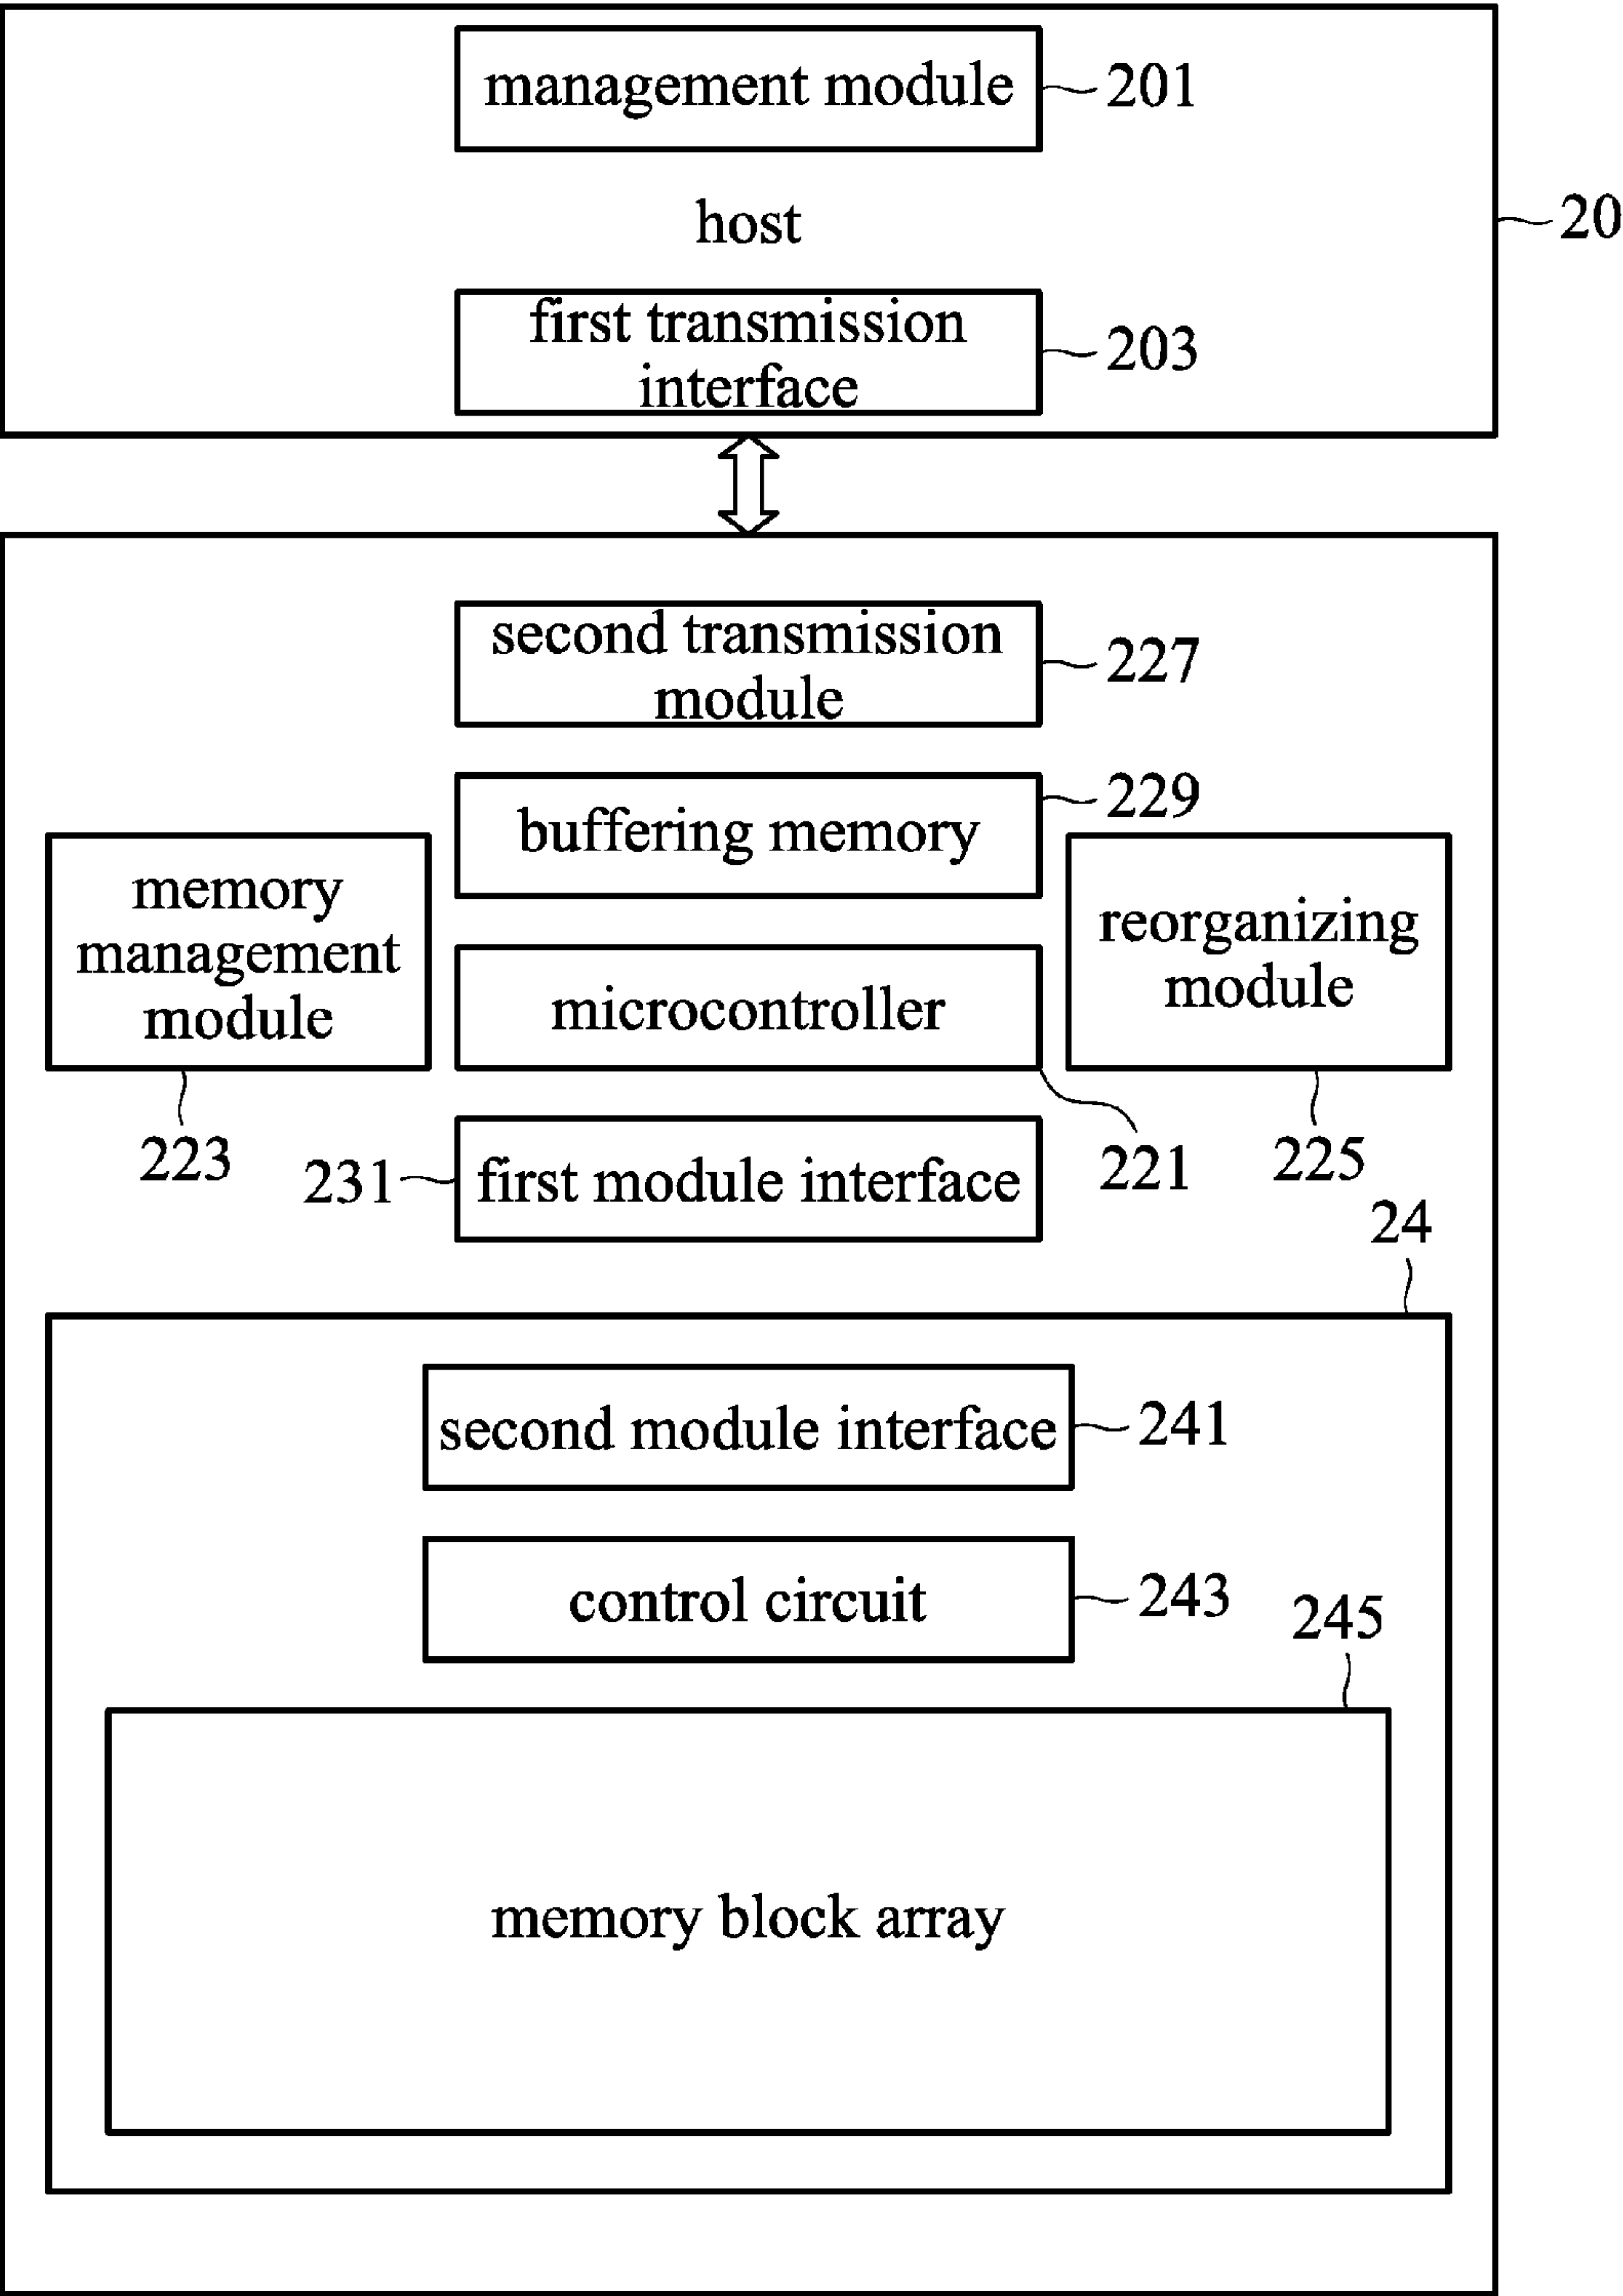 management module
201
host
20
first transmission
interface
203
second transmission
module
227
buffering memory
229
memory
management
module
223
microcontroller
221
reorganizing
module
225
231
first module interface
24
second module interface
241
control circuit
243
245
memory block array